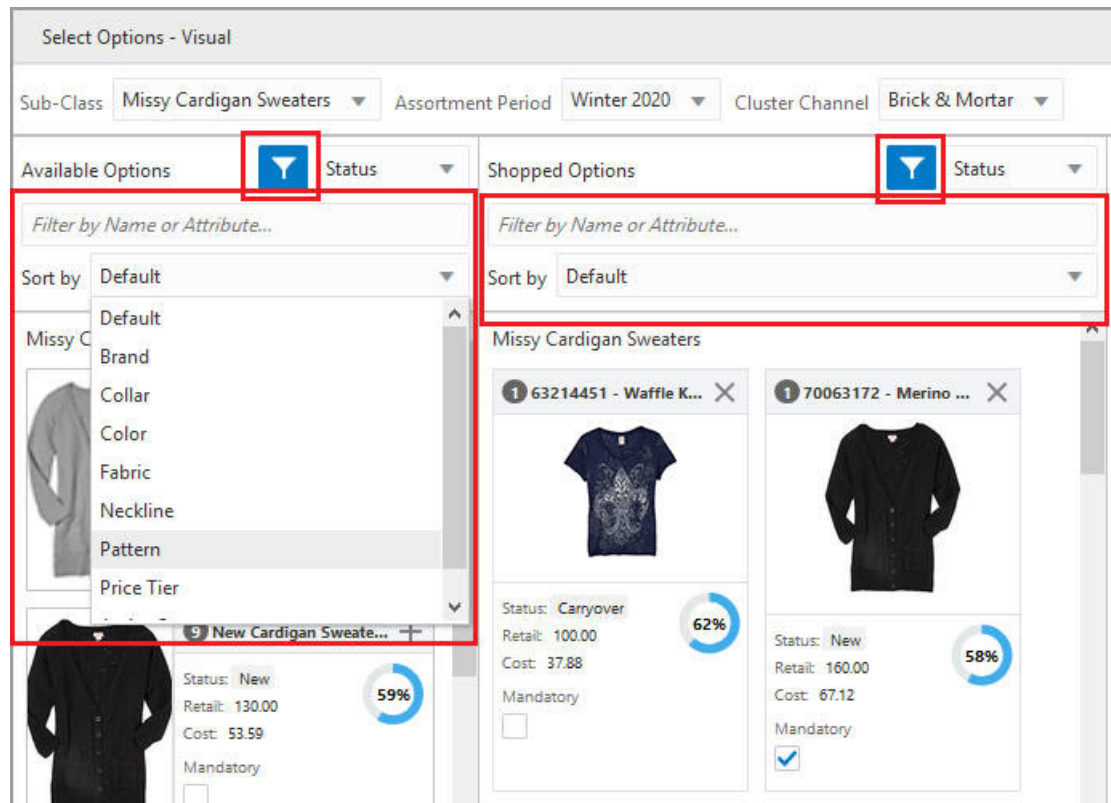 Select Options - Visual
Sub-Class Missy Cardigan Sweaters Assortment Period Winter 2020 Cluster Channel Brick & Mortar
Available Options Status
Filter by Name or Attribute...
Sort by Default
Default
Brand
Collar
Color
Fabric
Neckline
Pattern
Price Tier
Missy C
9 New Cardigan Sweate...
Status: New
Retail: 130.00
Cost: 53.59
59%
Mandatory
Shopped Options Status
Filter by Name or Attribute...
Sort by Default
Missy Cardigan Sweaters
1 63214451 - Waffle K...
Status: Carryover
Retail: 100.00
Cost: 37.88
62%
Mandatory
1 70063172 - Merino ...
Status: New
Retail: 160.00
Cost: 67.12
58%
Mandatory